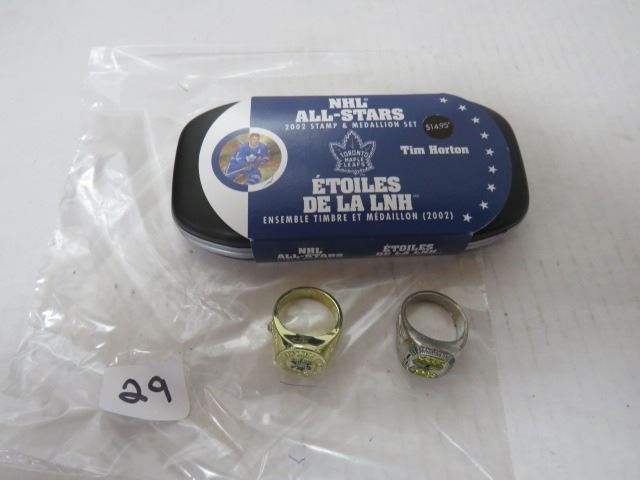 NHL
ALL-STARS
2002 STAMP & MEDALLION SET
$14.95
TORONTO
MAPLE
LEAFS
Tim Horton
ÉTOILES
DE LA LNH
ENSEMBLE TIMBRE ET MÉDAILLON (2002)
NHL
ALL-STARS
ÉTOILES
DE LA LNH
29